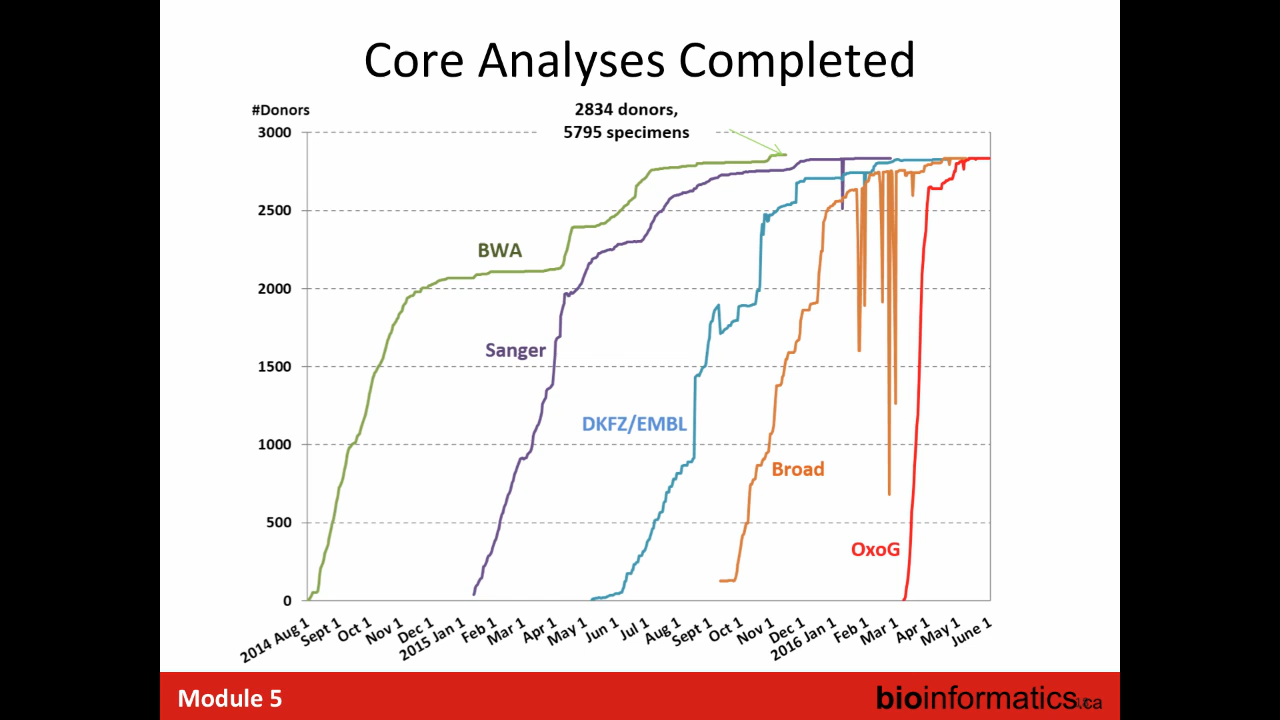 Core Analyses Completed
#Donors
2834 donors,
5795 specimens
3000
2500
2000
1500
1000
500
0
BWA
Sanger
DKFZ/EMBL
Broad
OxoG
2014 Aug 1
Sept 1
Oct 1
Nov 1
Dec 1
2015 Jan 1
Feb 1
Mar 1
Apr 1
May 1
Jun 1
Jul 1
Aug 1
Sept 1
Oct 1
Nov 1
Dec 1
2016 Jan 1
Feb 1
Mar 1
Apr 1
May 1
June 1
Module 5
bioinformatics.ca